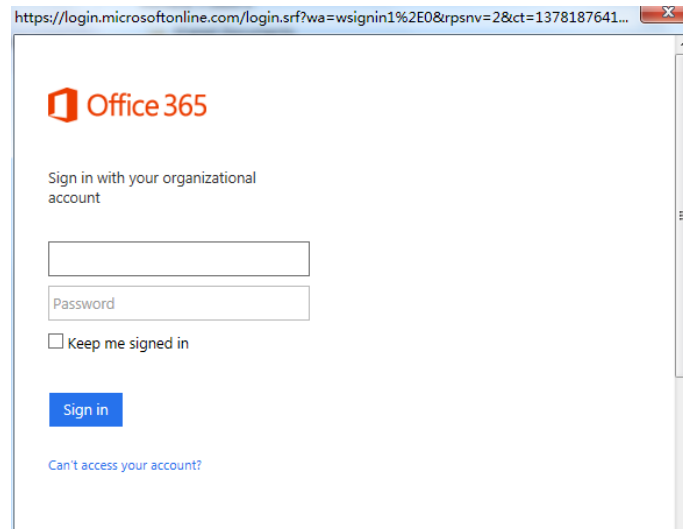 https://login.microsoftonline.com/login.srf?wa=wsignin1%2E0&rpsnv=2&ct=1378187641...
Office 365
Sign in with your organizational
account
Password
Keep me signed in
Sign in
Can't access your account?